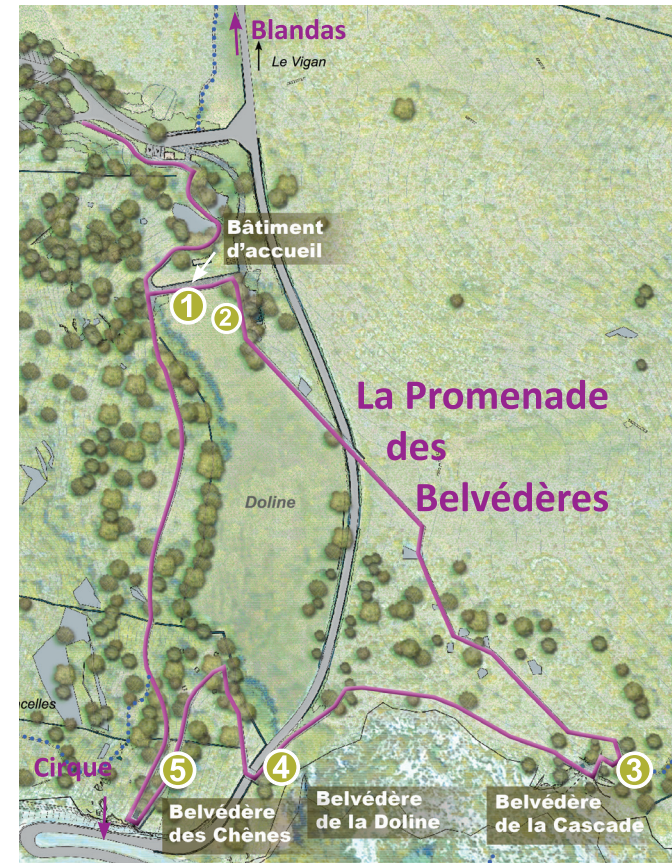 Blandas
Le Vigan
Bâtiment
d'accueil
1
2
La Promenade
des
Belvédères
Doline
celles
Cirque
5
4
3
Belvédère
des Chênes
Belvédère
de la Doline
Belvédère
de la Cascade